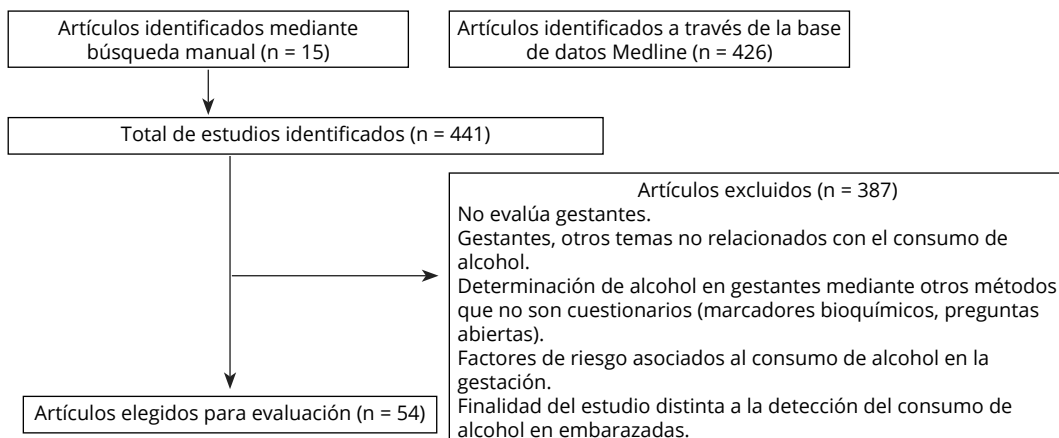 Artículos identificados mediante
búsqueda manual (n = 15)
Artículos identificados a través de la base
de datos Medline (n = 426)
Total de estudios identificados (n = 441)
Artículos excluidos (n = 387)
No evalúa gestantes.
Gestantes, otros temas no relacionados con el consumo de
alcohol.
Determinación de alcohol en gestantes mediante otros métodos
que no son cuestionarios (marcadores bioquímicos, preguntas
abiertas).
Factores de riesgo asociados al consumo de alcohol en la
gestación.
Finalidad del estudio distinta a la detección del consumo de
alcohol en embarazadas.
Artículos elegidos para evaluación (n = 54)